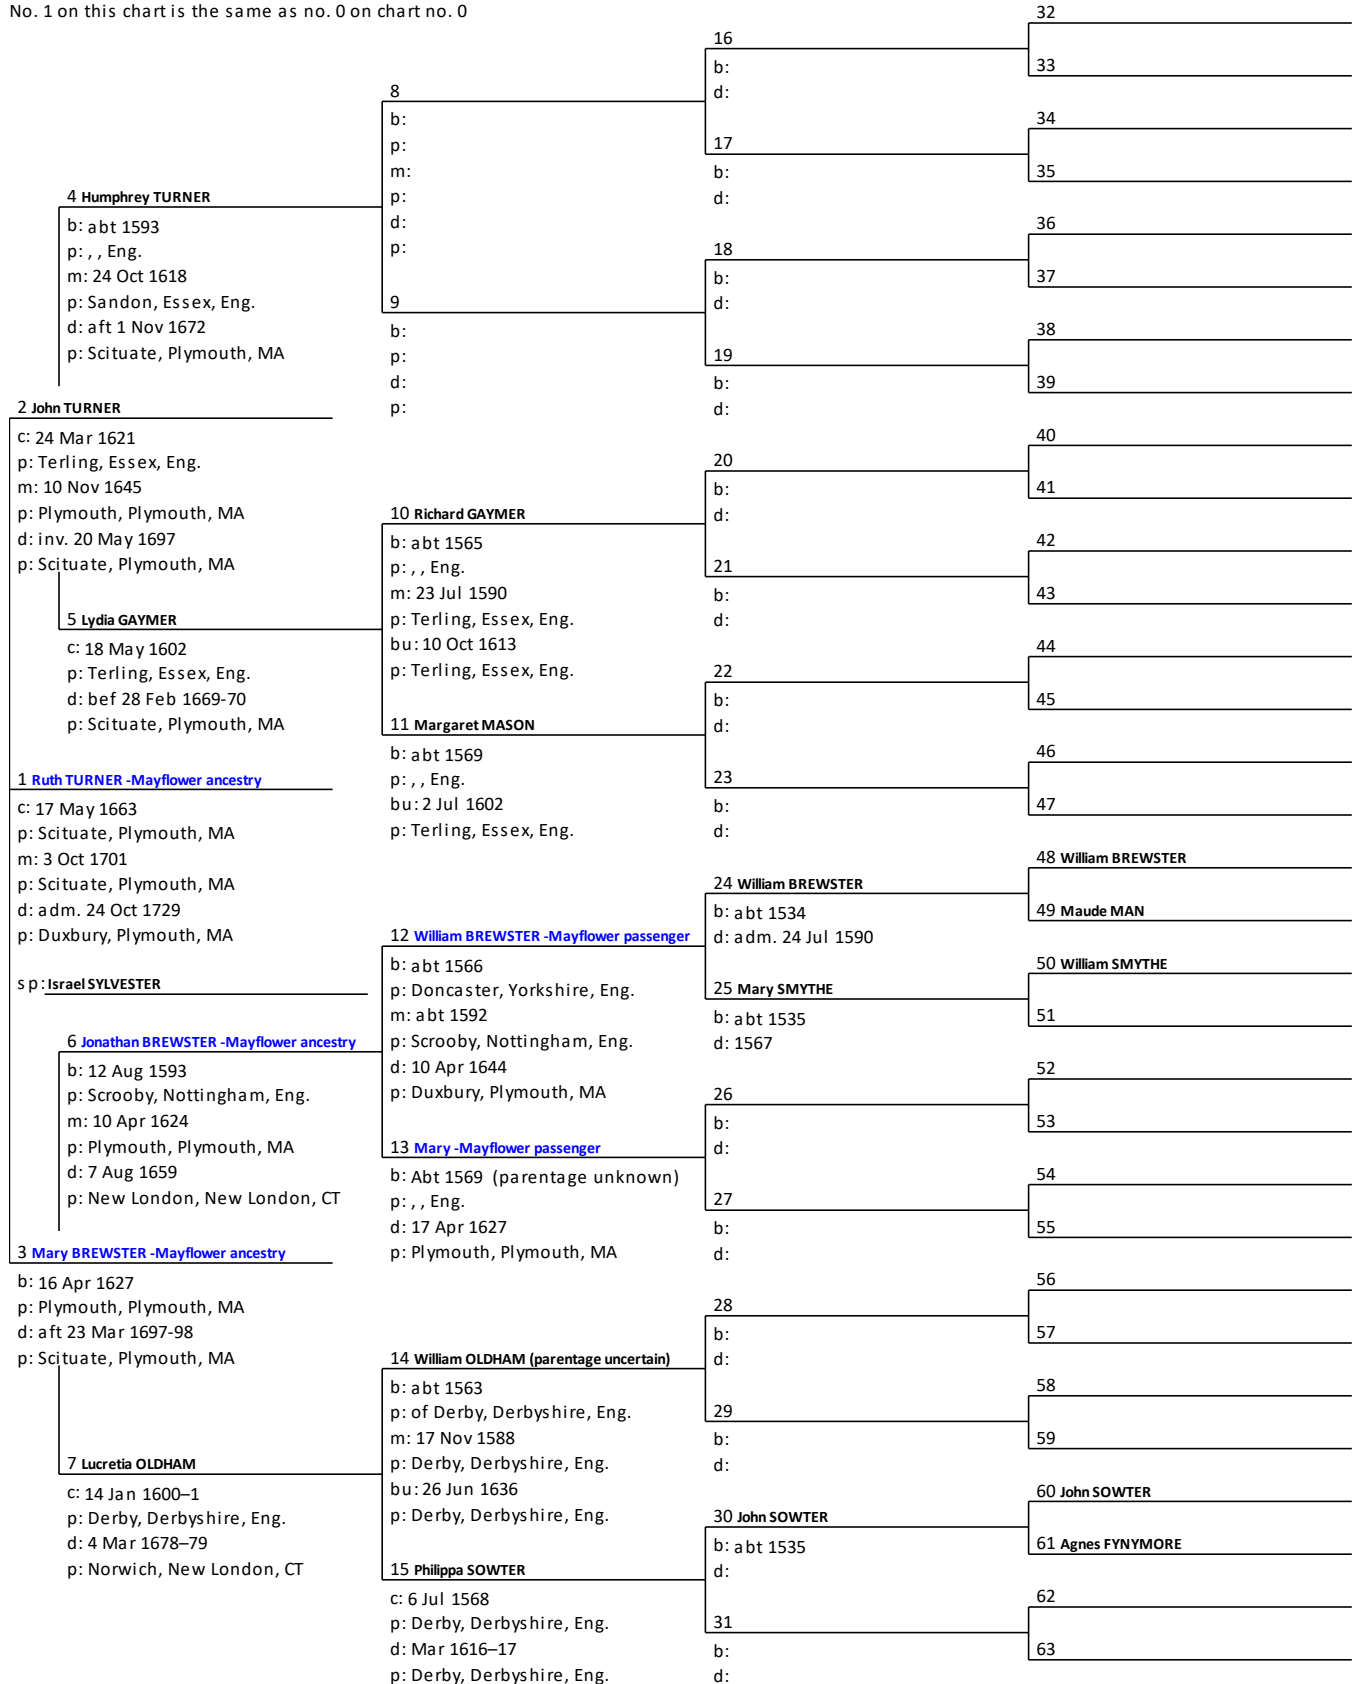 No. 1 on this chart is the same as no. 0 on chart no. 0
2 John TURNER
c: 24 Mar 1621
p: Terling, Essex, Eng.
m: 10 Nov 1645
p: Plymouth, Plymouth, MA
d: inv. 20 May 1697
p: Scituate, Plymouth, MA
1 Ruth TURNER -Mayflower ancestry
c: 17 May 1663
p: Scituate, Plymouth, MA
m: 3 Oct 1701
p: Scituate, Plymouth, MA
d: adm. 24 Oct 1729
p: Duxbury, Plymouth, MA
sp: Israel SYLVESTER
3 Mary BREWSTER -Mayflower ancestry
b: 16 Apr 1627
p: Plymouth, Plymouth, MA
d: aft 23 Mar 1697-98
p: Scituate, Plymouth, MA
4 Humphrey TURNER
b: abt 1593
p: , , Eng.
m: 24 Oct 1618
p: Sandon, Essex, Eng.
d: aft 1 Nov 1672
p: Scituate, Plymouth, MA
5 Lydia GAYMER
c: 18 May 1602
p: Terling, Essex, Eng.
d: bef 28 Feb 1669-70
p: Scituate, Plymouth, MA
6 Jonathan BREWSTER -Mayflower ancestry
b: 12 Aug 1593
p: Scrooby, Nottingham, Eng.
m: 10 Apr 1624
p: Plymouth, Plymouth, MA
d: 7 Aug 1659
p: New London, New London, CT
7 Lucretia OLDHAM
c: 14 Jan 1600–1
p: Derby, Derbyshire, Eng.
d: 4 Mar 1678–79
p: Norwich, New London, CT
8
b:
p:
m:
p:
d:
p:
9
b:
p:
d:
p:
10 Richard GAYMER
b: abt 1565
p: , , Eng.
m: 23 Jul 1590
p: Terling, Essex, Eng.
bu: 10 Oct 1613
p: Terling, Essex, Eng.
11 Margaret MASON
b: abt 1569
p: , , Eng.
bu: 2 Jul 1602
p: Terling, Essex, Eng.
12 William BREWSTER -Mayflower passenger
b: abt 1566
p: Doncaster, Yorkshire, Eng.
m: abt 1592
p: Scrooby, Nottingham, Eng.
d: 10 Apr 1644
p: Duxbury, Plymouth, MA
13 Mary -Mayflower passenger
b: Abt 1569 (parentage unknown)
p: , , Eng.
d: 17 Apr 1627
p: Plymouth, Plymouth, MA
14 William OLDHAM (parentage uncertain)
b: abt 1563
p: of Derby, Derbyshire, Eng.
m: 17 Nov 1588
p: Derby, Derbyshire, Eng.
bu: 26 Jun 1636
p: Derby, Derbyshire, Eng.
15 Philippa SOWTER
c: 6 Jul 1568
p: Derby, Derbyshire, Eng.
d: Mar 1616–17
p: Derby, Derbyshire, Eng.
16
b:
d:
17
b:
d:
18
b:
d:
19
b:
d:
20
b:
d:
21
b:
d:
22
b:
d:
23
b:
d:
24 William BREWSTER
b: abt 1534
d: adm. 24 Jul 1590
25 Mary SMYTHE
b: abt 1535
d: 1567
26
b:
d:
27
b:
d:
28
b:
d:
29
b:
d:
30 John SOWTER
b: abt 1535
d:
31
b:
d:
32
33
34
35
36
37
38
39
40
41
42
43
44
45
46
47
48 William BREWSTER
49 Maude MAN
50 William SMYTHE
51
52
53
54
55
56
57
58
59
60 John SOWTER
61 Agnes FYNYMORE
62
63